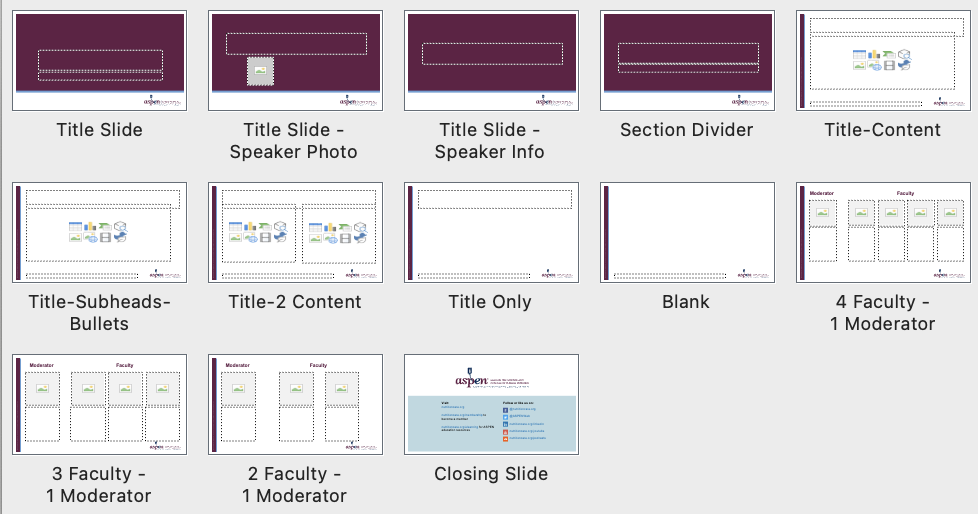 Title Slide
Title Slide -
Speaker Photo
Title Slide -
Speaker Info
Section Divider
Title-Content
Title-Subheads-
Bullets
Title-2 Content
Title Only
Blank
Moderator
Faculty
4 Faculty -
1 Moderator
Moderator
Faculty
3 Faculty -
1 Moderator
Moderator
Faculty
2 Faculty -
1 Moderator
aspen
Closing Slide